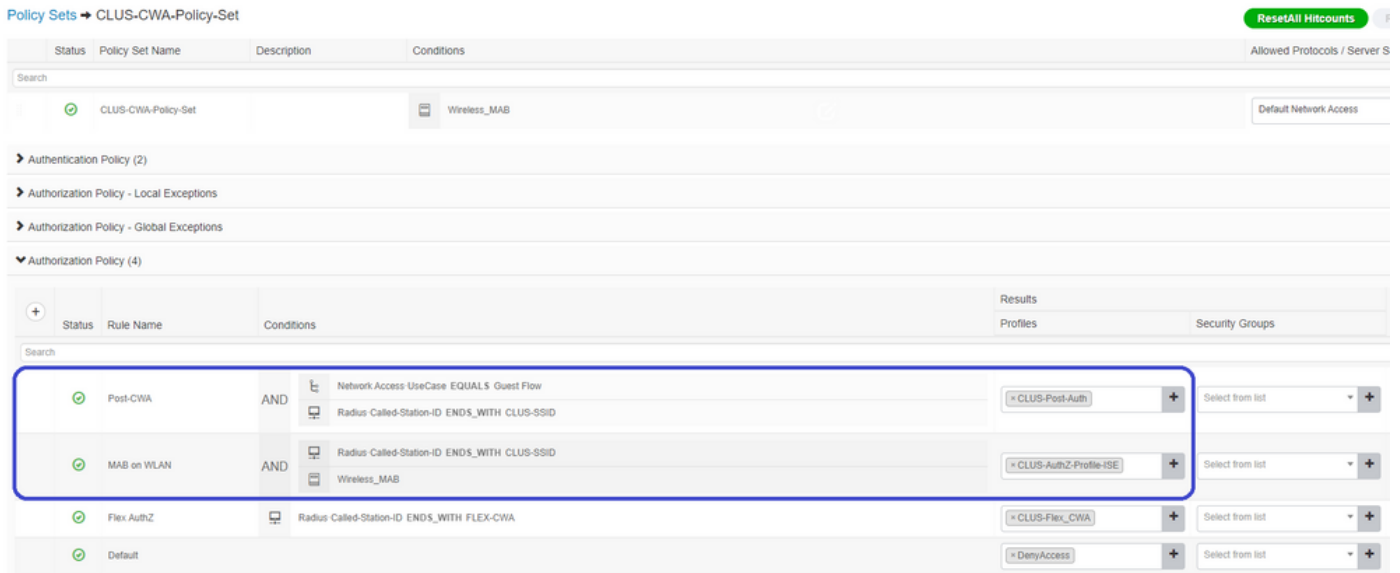 Policy Sets → CLUS-CWA-Policy-Set
ResetAll Hitcounts
Status Policy Set Name Description Conditions Allowed Protocols / Server S
Search
CLUS-CWA-Policy-Set Wireless_MAB Default Network Access
Authentication Policy (2)
Authorization Policy - Local Exceptions
Authorization Policy - Global Exceptions
Authorization Policy (4)
Results
Status Rule Name Conditions Profiles Security Groups
Search
Network Access·UseCase EQUALS Guest Flow
Post-CWA AND × CLUS-Post-Auth + Select from list +
Radius·Called-Station-ID ENDS_WITH CLUS-SSID
Radius·Called-Station-ID ENDS_WITH CLUS-SSID
MAB on WLAN AND × CLUS-AuthZ-Profile-ISE + Select from list +
Wireless_MAB
Flex AuthZ Radius·Called-Station-ID ENDS_WITH FLEX-CWA × CLUS-Flex_CWA + Select from list +
Default × DenyAccess + Select from list +